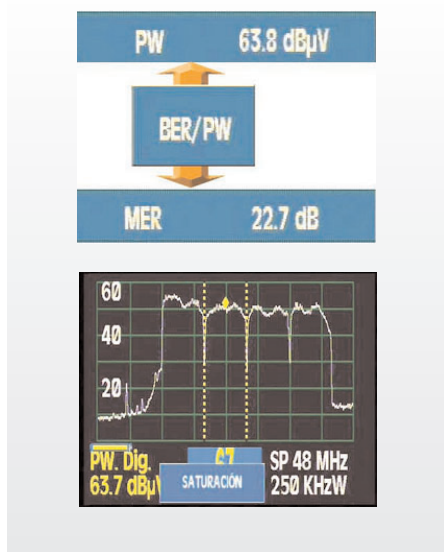 PW 63.8 dBµV
BER/PW
MER 22.7 dB
60
40
20
PW. Dig. 67 SP 48 MHz
63.7 dBµV SATURACIÓN 250 KHzW